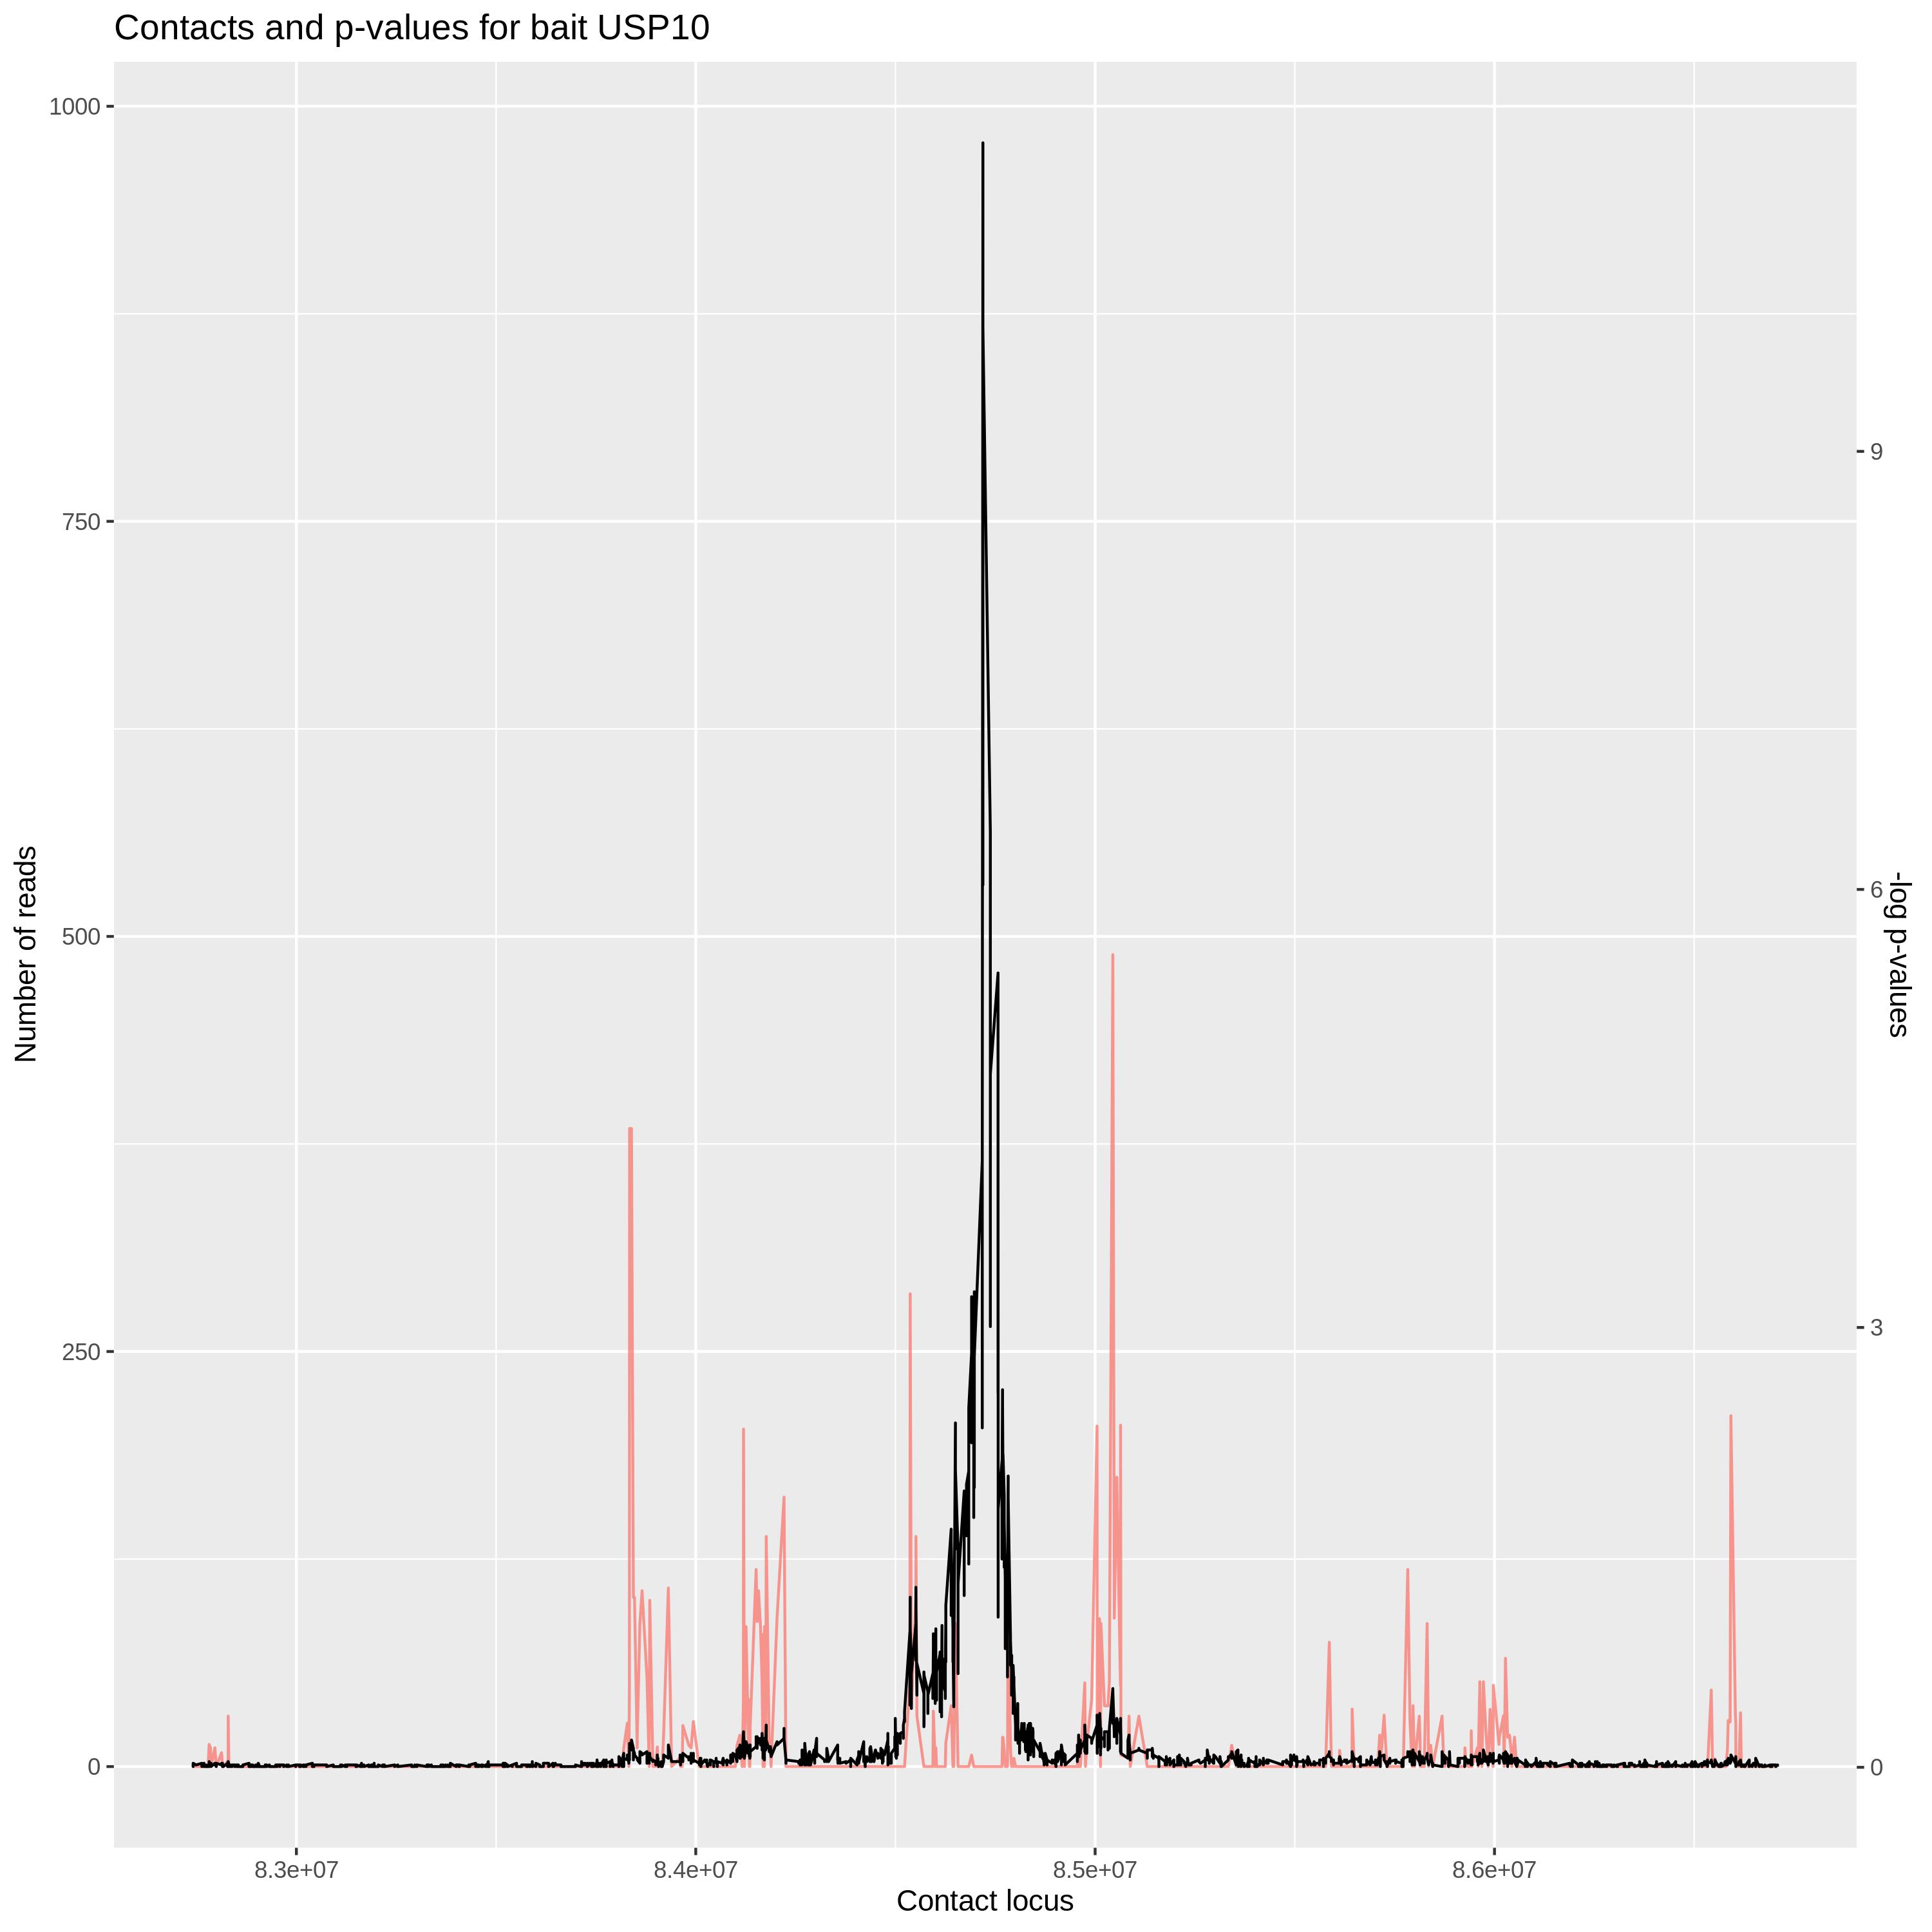 Contacts and p-values for bait USP10
1000
750
500
250
0
Number of reads
9
6
3
0
-log p-values
8.3e+07
8.4e+07
8.5e+07
8.6e+07
Contact locus